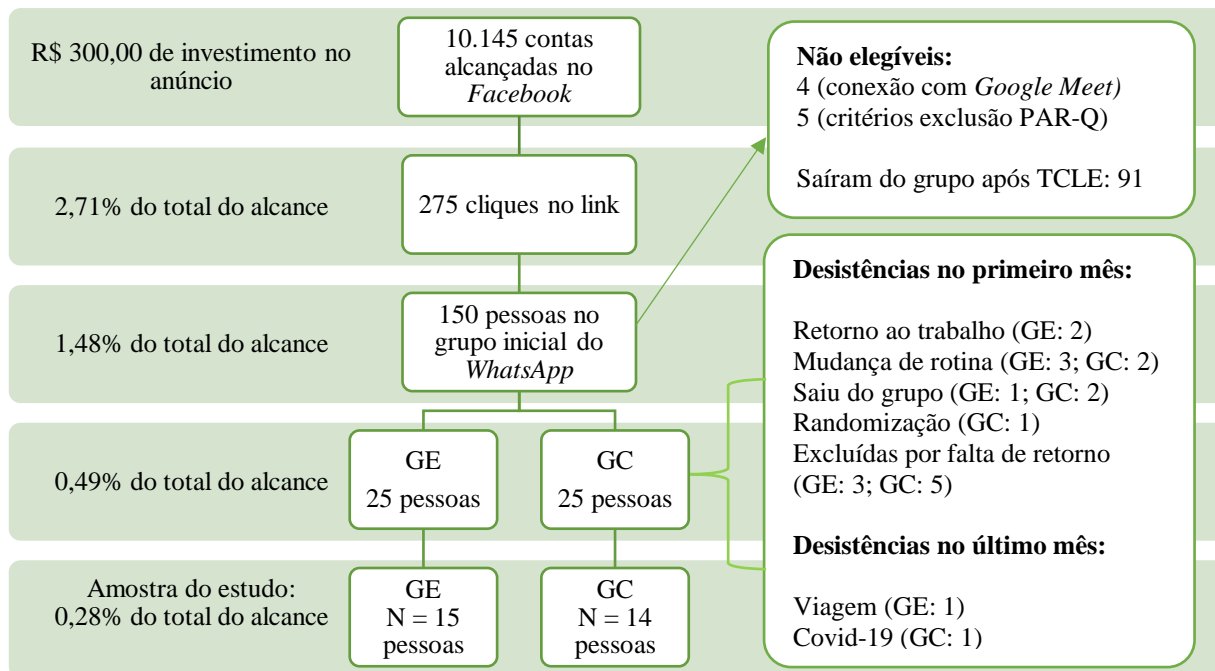 R$ 300,00 de investimento no
anúncio
10.145 contas
alcançadas no
Facebook
Não elegíveis:
4 (conexão com Google Meet)
5 (critérios exclusão PAR-Q)
Saíram do grupo após TCLE: 91
2,71% do total do alcance
275 cliques no link
1,48% do total do alcance
150 pessoas no
grupo inicial do
WhatsApp
Desistências no primeiro mês:
Retorno ao trabalho (GE: 2)
Mudança de rotina (GE: 3; GC: 2)
Saiu do grupo (GE: 1; GC: 2)
Randomização (GC: 1)
Excluídas por falta de retorno
(GE: 3; GC: 5)
Desistências no último mês:
Viagem (GE: 1)
Covid-19 (GC: 1)
0,49% do total do alcance
GE
25 pessoas
GC
25 pessoas
Amostra do estudo:
0,28% do total do alcance
GE
N = 15
pessoas
GC
N = 14
pessoas